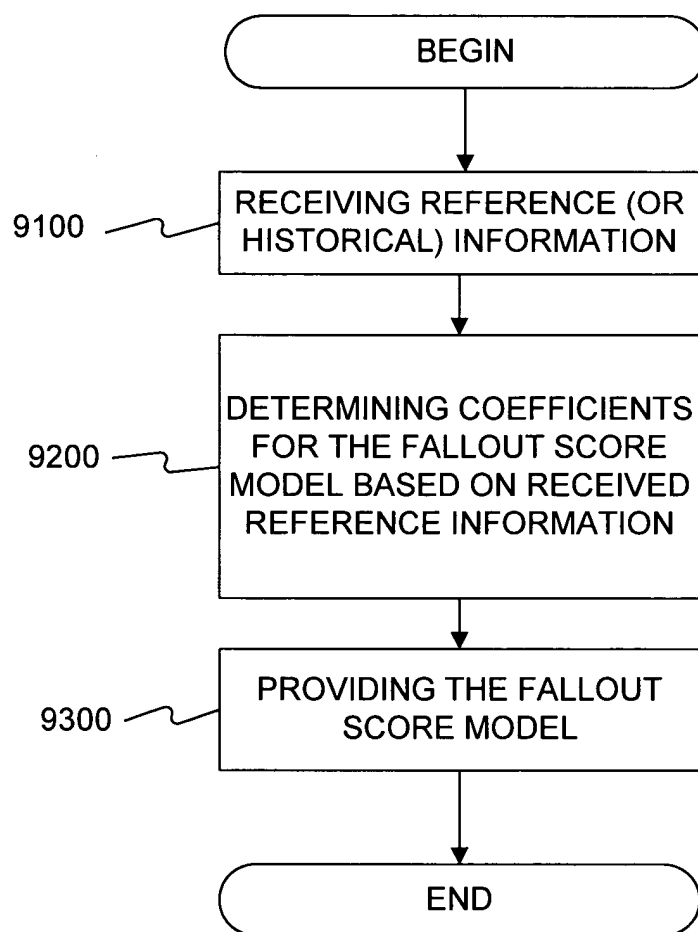 BEGIN
9100
RECEIVING REFERENCE (OR
HISTORICAL) INFORMATION
9200
DETERMINING COEFFICIENTS
FOR THE FALLOUT SCORE
MODEL BASED ON RECEIVED
REFERENCE INFORMATION
9300
PROVIDING THE FALLOUT
SCORE MODEL
END